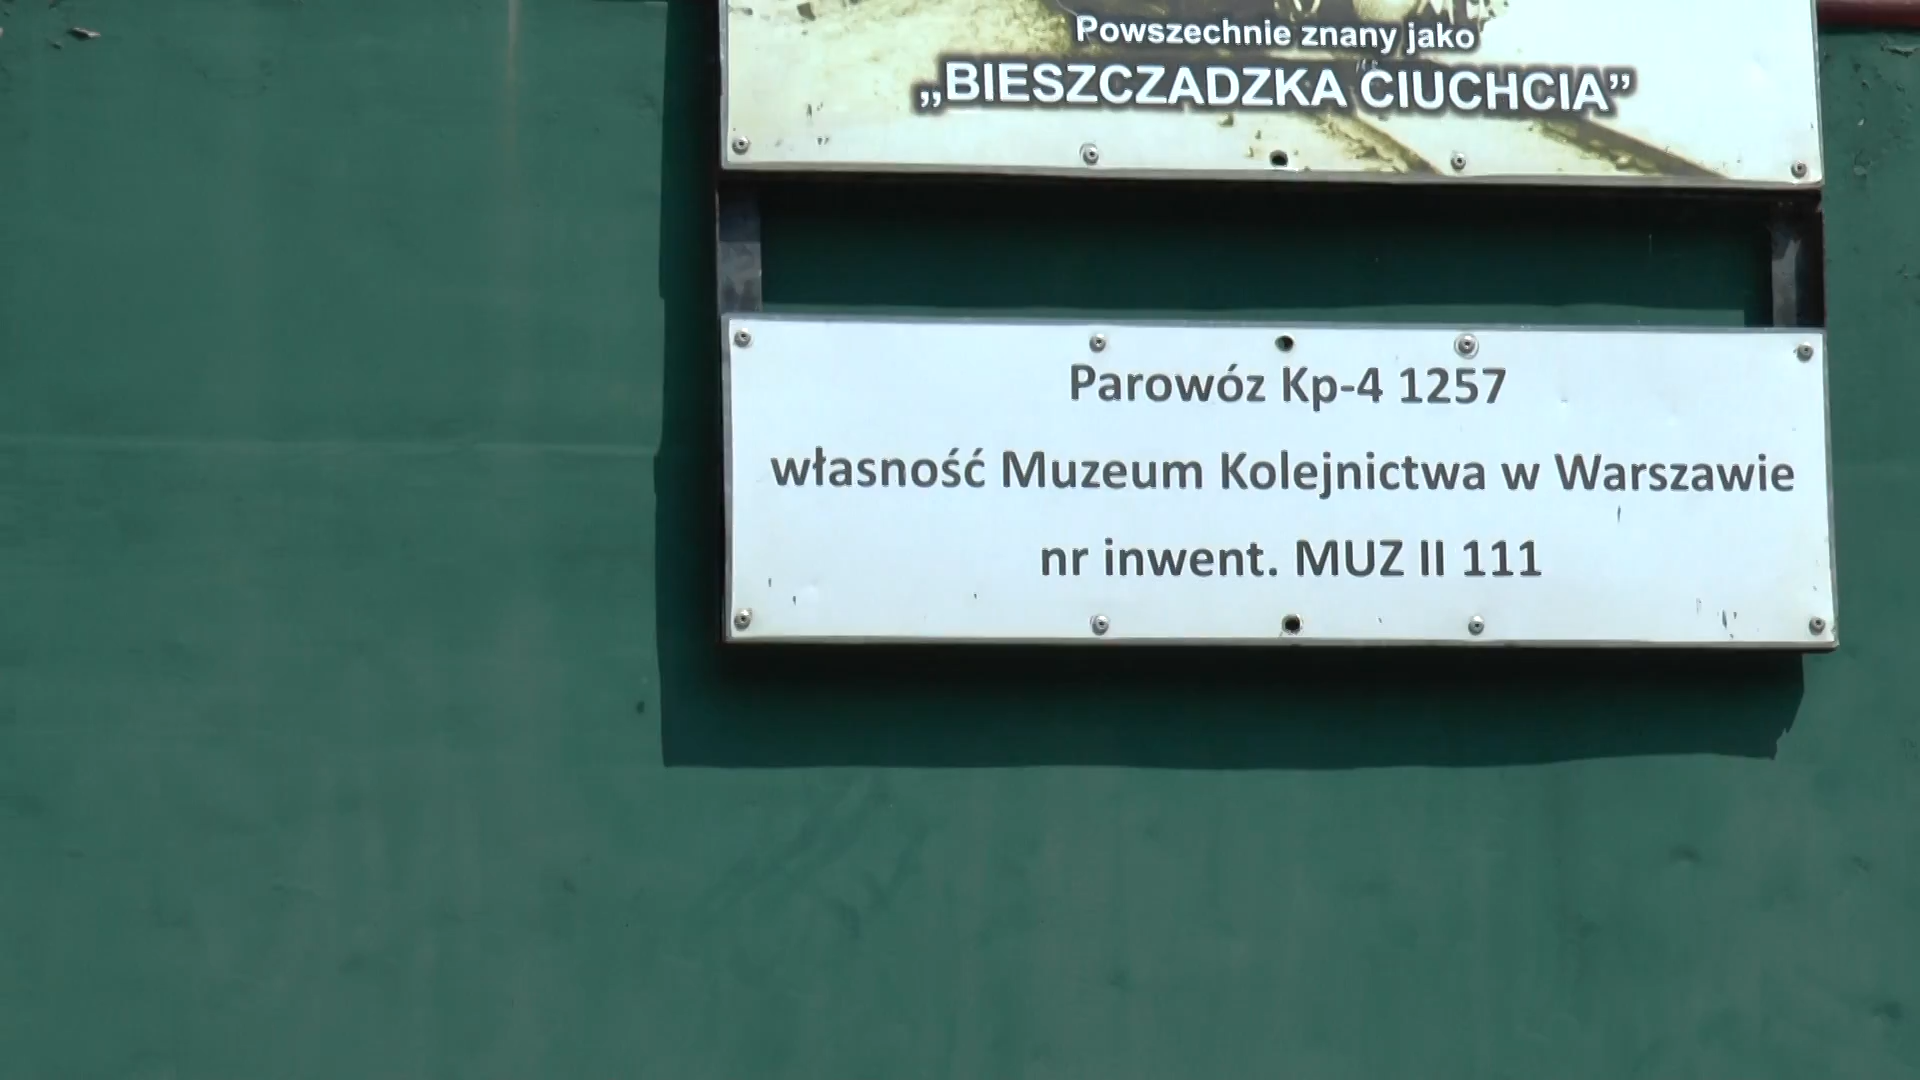 Powszechnie znany jako
„BIESZCZADZKA CIUCHCIA”
Parowóz Kp-4 1257
własność Muzeum Kolejnictwa w Warszawie
nr inwent. MUZ II 111